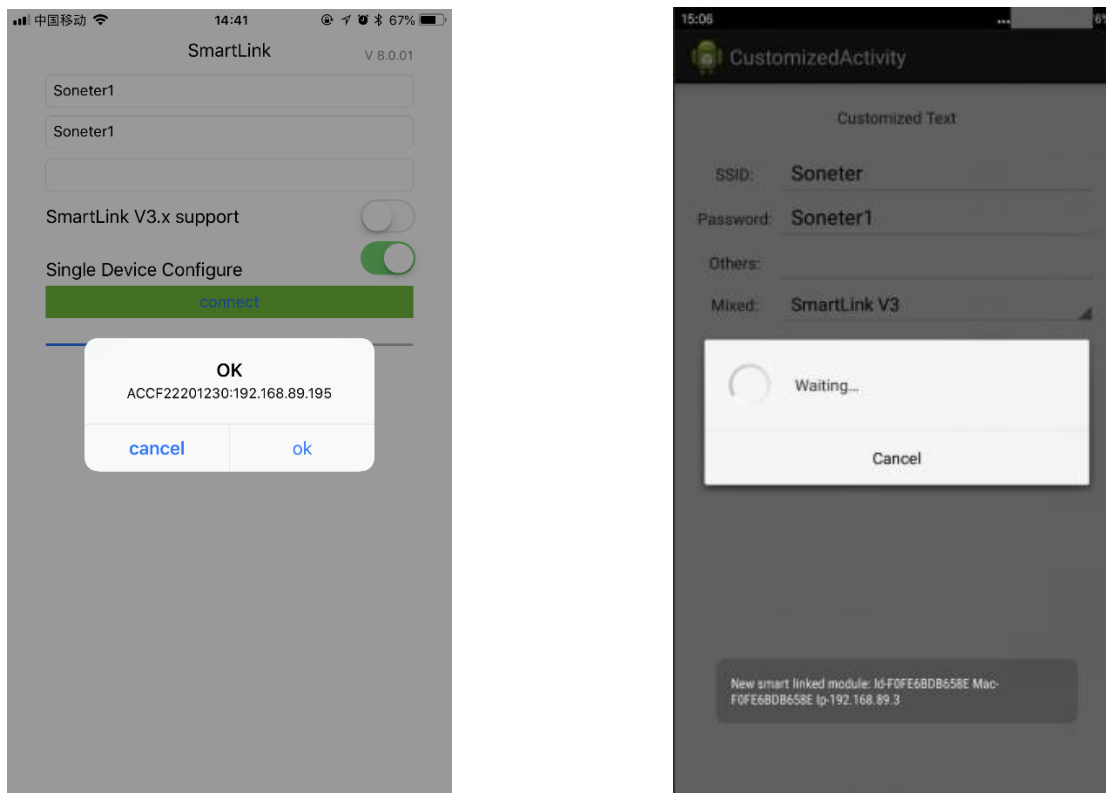 中国移动 14:41 67%
SmartLink V 8.0.01
Soneter1
Soneter1
SmartLink V3.x support
Single Device Configure
connect
OK
ACCF22201230:192.168.89.195
cancel ok
15:06
CustomizedActivity
Customized Text
SSID: Soneter
Password: Soneter1
Others:
Mixed: SmartLink V3
Waiting...
Cancel
New smart linked module: Id-F0FE6BDB658E Mac-
F0FE6BDB658E Ip-192.168.89.3